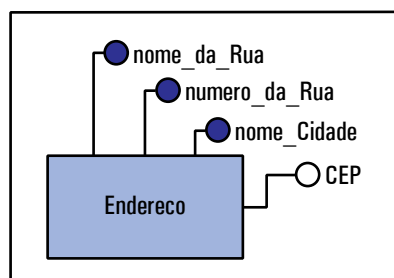 nome_da_Rua
numero_da_Rua
nome_Cidade
CEP
Endereco